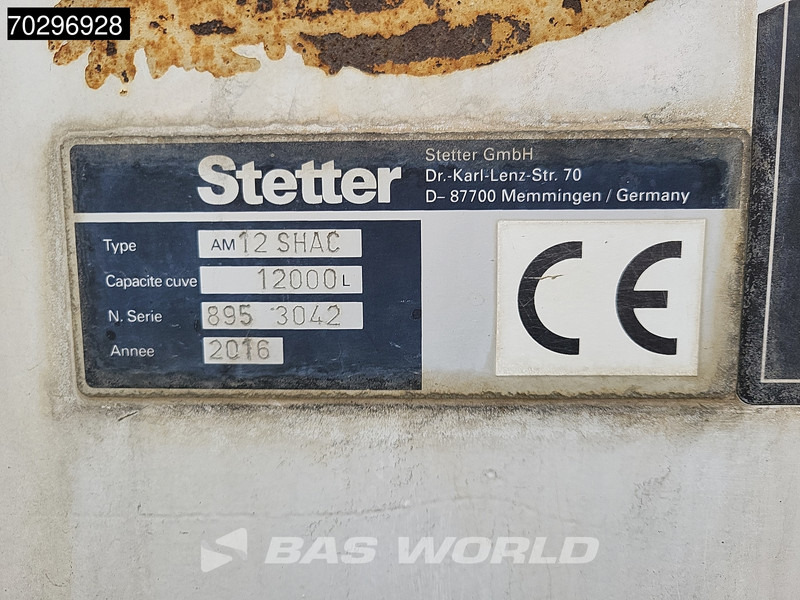 70296928
Stetter
Stetter GmbH
Dr.-Karl-Lenz-Str. 70
D– 87700 Memmingen / Germany
Type AM 12 SHAC
Capacite cuve 12000 L
N. Serie 895 3042
Annee 2016
CE
BAS WORLD